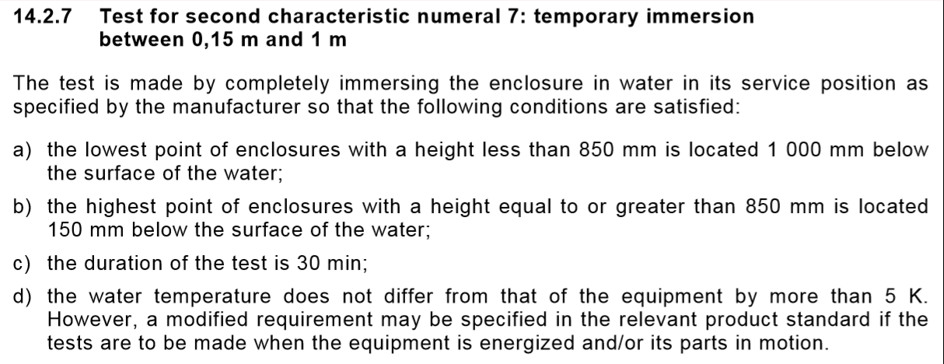 14.2.7 Test for second characteristic numeral 7: temporary immersion
between 0,15 m and 1 m
The test is made by completely immersing the enclosure in water in its service position as
specified by the manufacturer so that the following conditions are satisfied:
a) the lowest point of enclosures with a height less than 850 mm is located 1 000 mm below
the surface of the water;
b) the highest point of enclosures with a height equal to or greater than 850 mm is located
150 mm below the surface of the water;
c) the duration of the test is 30 min;
d) the water temperature does not differ from that of the equipment by more than 5 K.
However, a modified requirement may be specified in the relevant product standard if the
tests are to be made when the equipment is energized and/or its parts in motion.